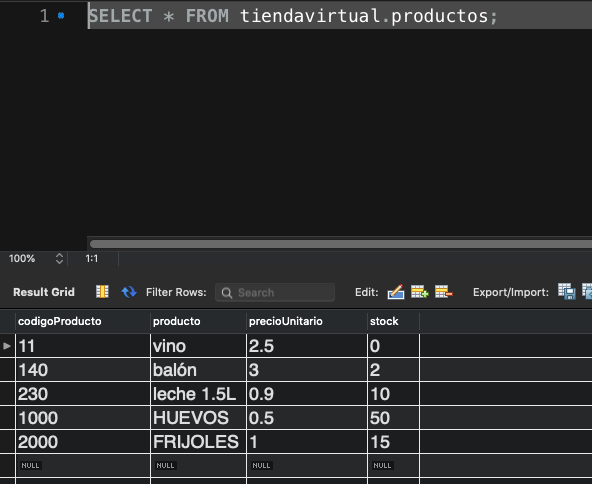 1 SELECT * FROM tiendavirtual.productos;
100% 1:1
Result Grid Filter Rows: Search Edit: Export/Import:
codigoProducto producto precioUnitario stock
11 vino 2.5 0
140 balón 3 2
230 leche 1.5L 0.9 10
1000 HUEVOS 0.5 50
2000 FRIJOLES 1 15
NULL NULL NULL NULL